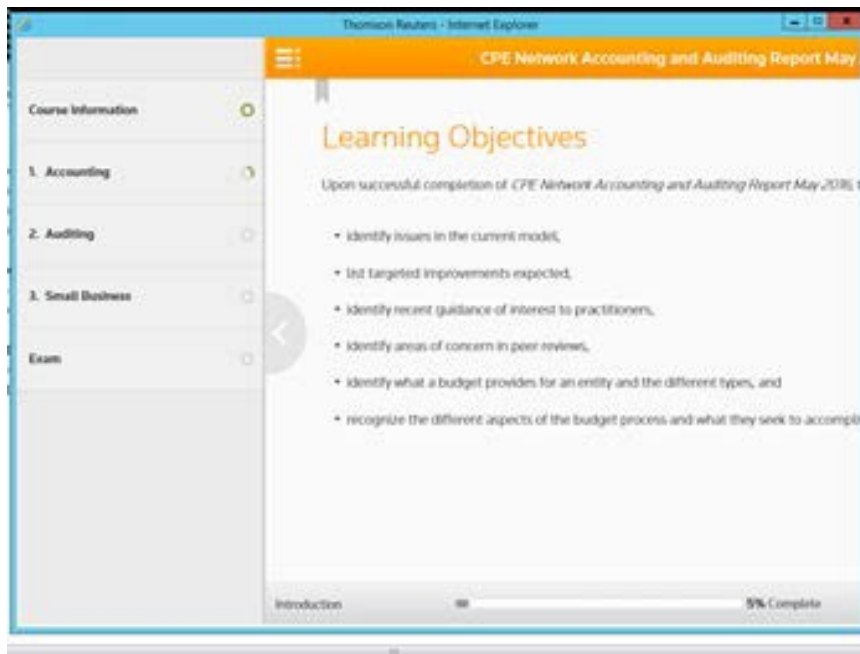 Thomson Reuters - Internet Explorer
CPE Network Accounting and Auditing Report May
Course Information
1. Accounting
2. Auditing
3. Small Business
Exam
Learning Objectives
Upon successful completion of CPE Network Accounting and Auditing Report May 2016, t
• identify issues in the current model,
• list targeted improvements expected,
• identify recent guidance of interest to practitioners,
• identify areas of concern in peer reviews,
• identify what a budget provides for an entity and the different types, and
• recognize the different aspects of the budget process and what they seek to accompli
Introduction
5% Complete